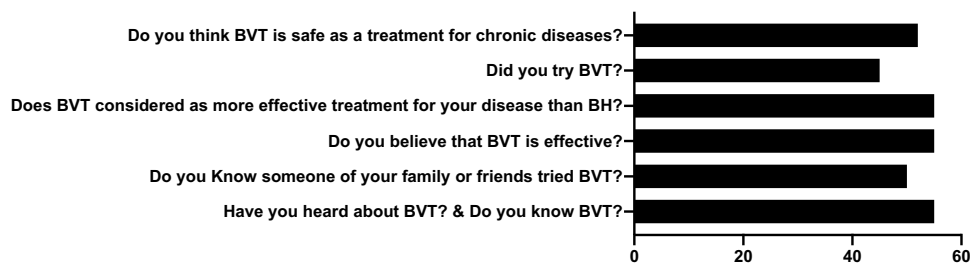 Do you think BVT is safe as a treatment for chronic diseases?
Did you try BVT?
Does BVT considered as more effective treatment for your disease than BH?
Do you believe that BVT is effective?
Do you Know someone of your family or friends tried BVT?
Have you heard about BVT? & Do you know BVT?
0 20 40 60